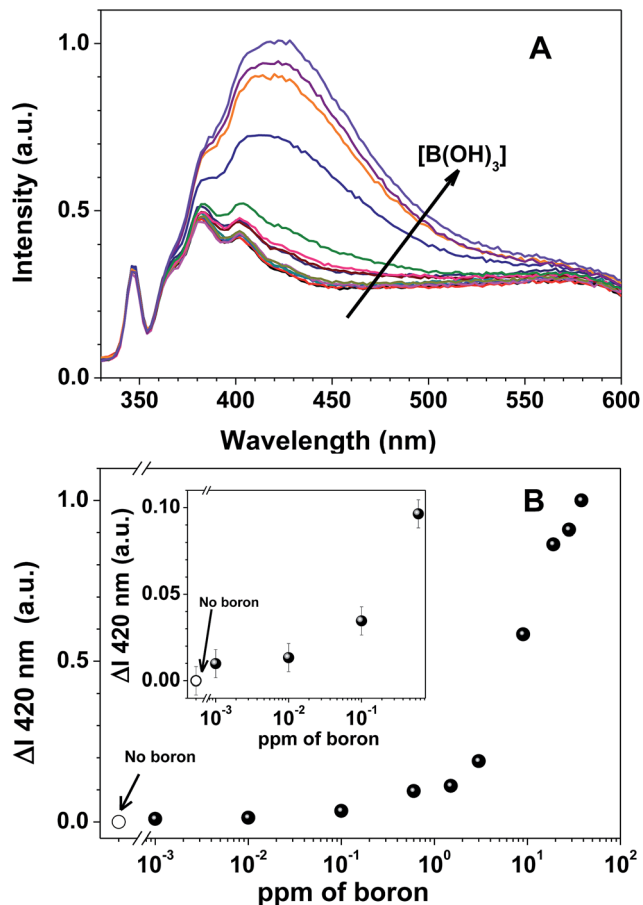 A
[B(OH)₃]
Intensity (a.u.)
1.0
0.5
0.0
350 400 450 500 550 600
Wavelength (nm)
B
ΔI 420 nm (a.u.)
1.0
0.5
0.0
No boron
10⁻³ 10⁻² 10⁻¹ 10⁰ 10¹ 10²
ppm of boron
ΔI 420 nm (a.u.)
0.10
0.05
0.00
No boron
10⁻³ 10⁻² 10⁻¹
ppm of boron